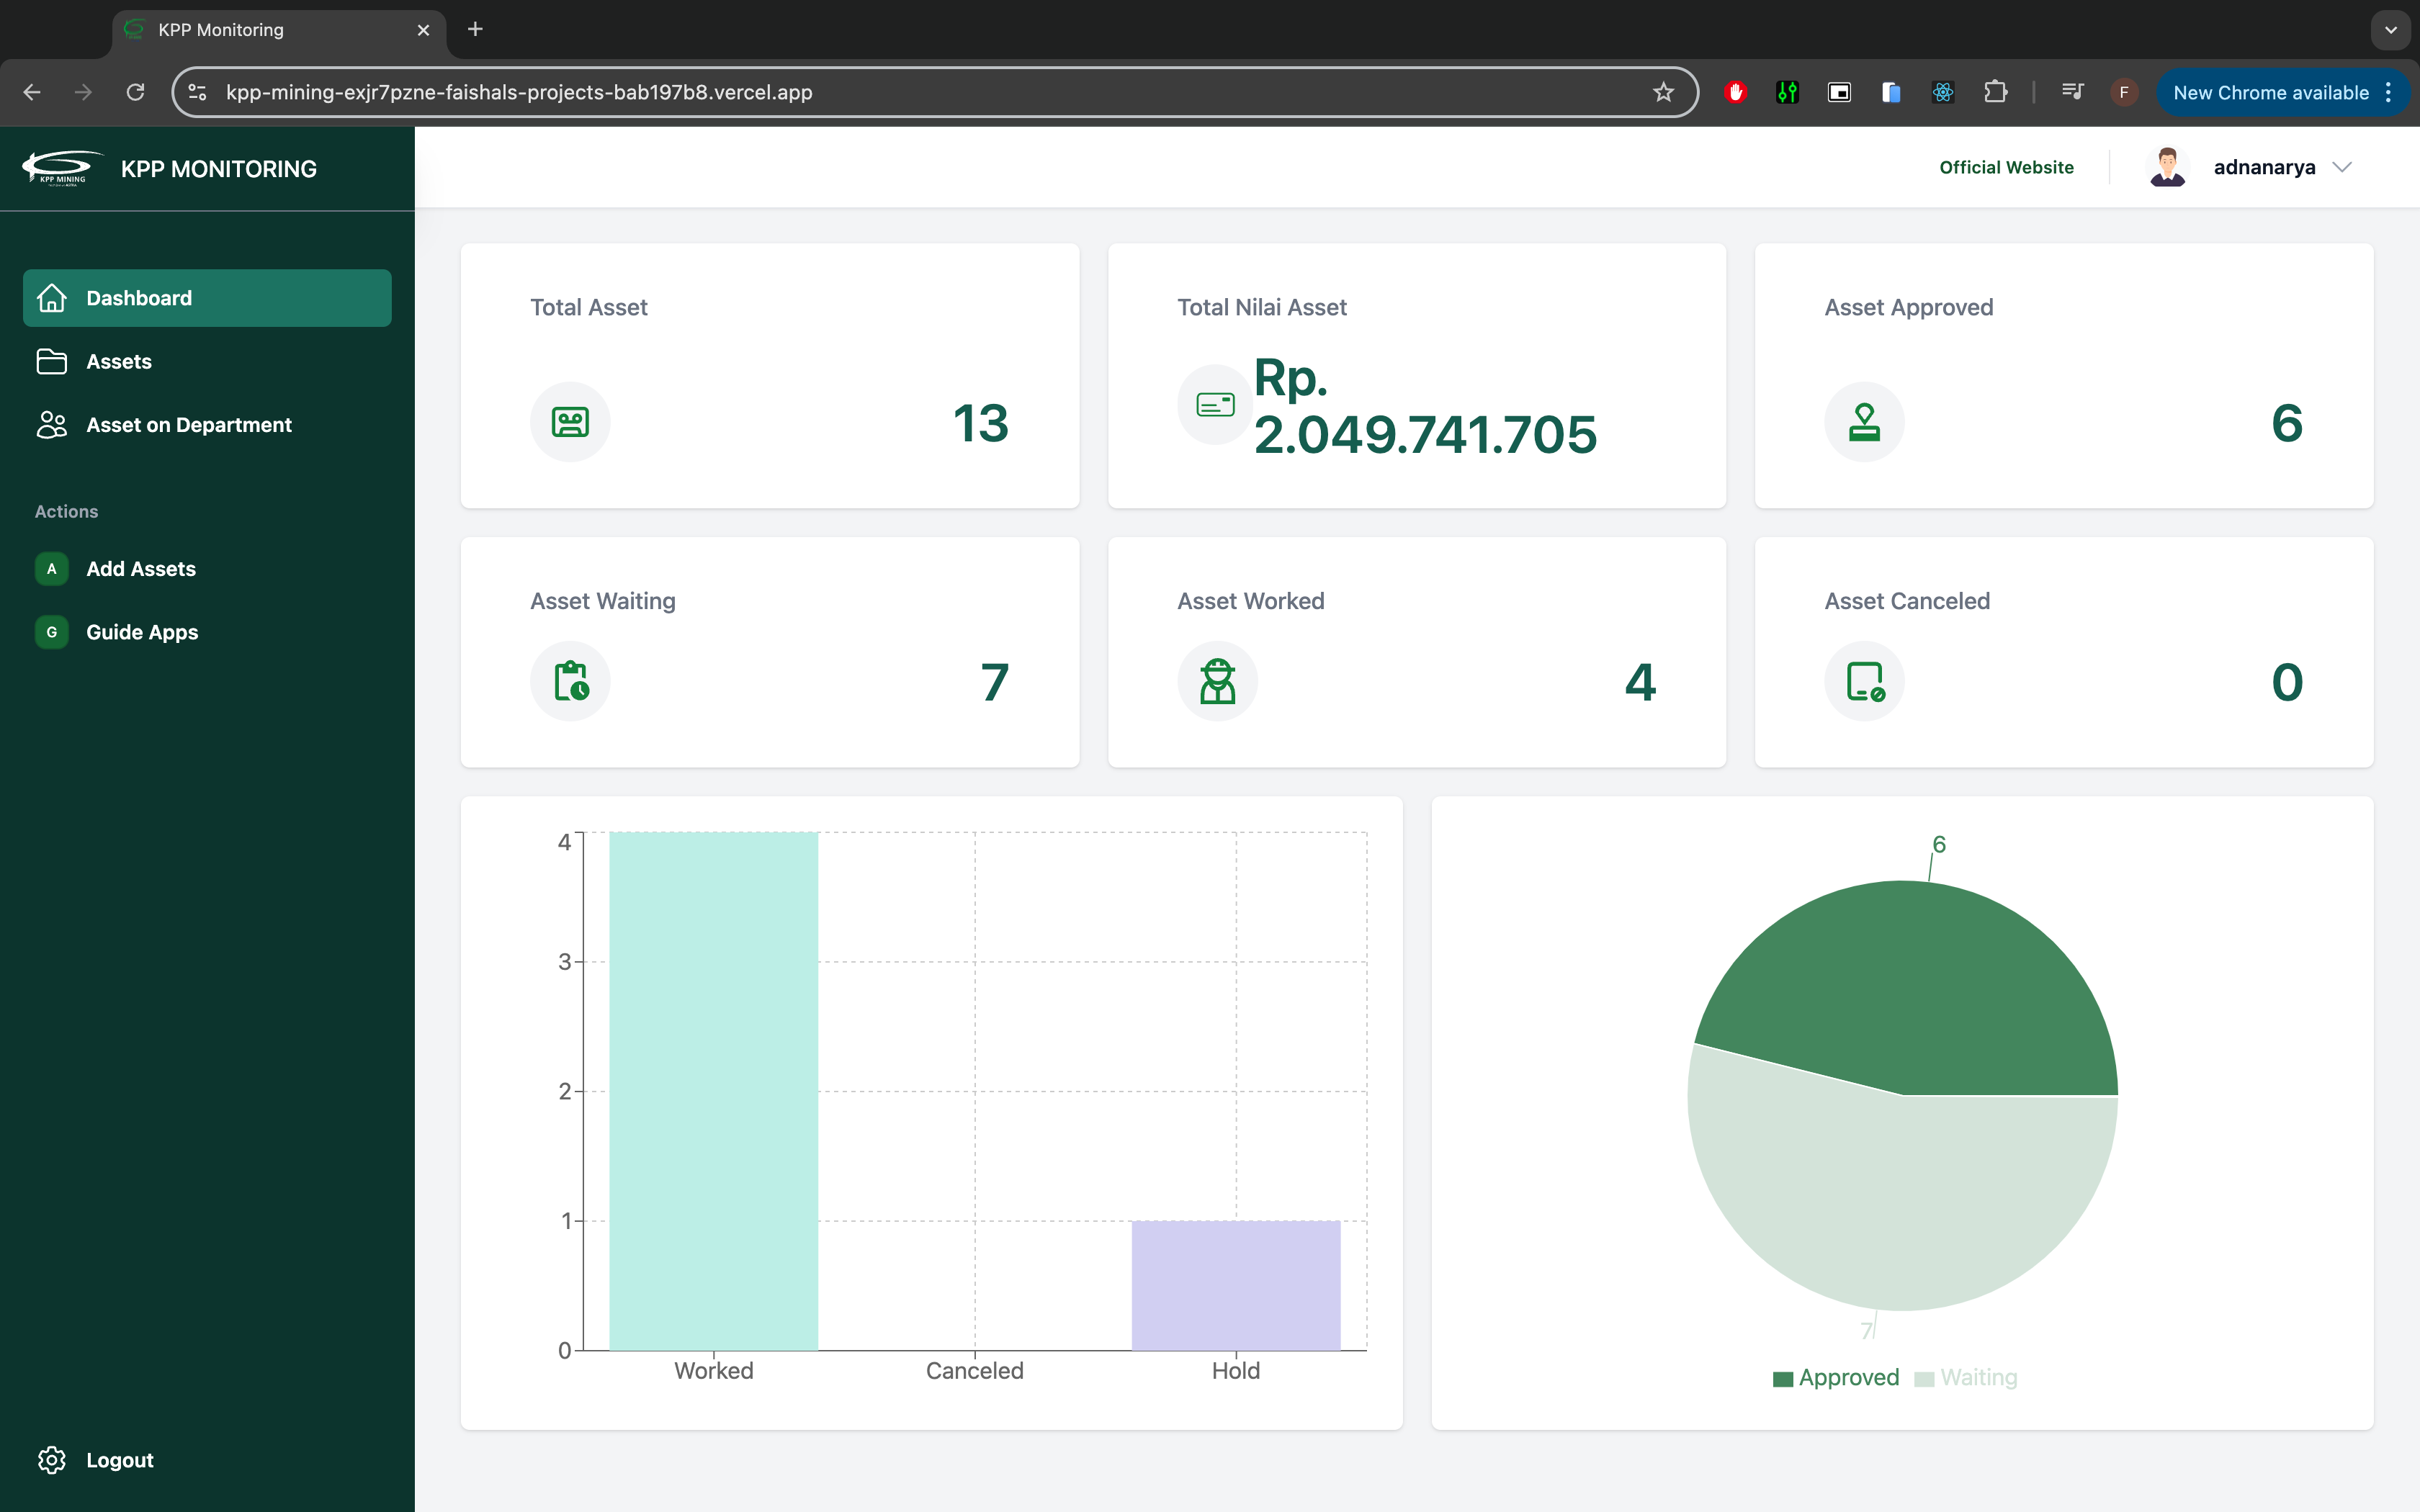 KPP Monitoring
kpp-mining-exjr7pzne-faishals-projects-bab197b8.vercel.app
F
New Chrome available
KPP MINING
KPP MONITORING
Official Website
adnanarya
Dashboard
Assets
Asset on Department
Actions
A
Add Assets
G
Guide Apps
Logout
Total Asset
13
Total Nilai Asset
Rp.
2.049.741.705
Asset Approved
6
Asset Waiting
7
Asset Worked
4
Asset Canceled
0
4
3
2
1
0
Worked
Canceled
Hold
6
7
Approved
Waiting